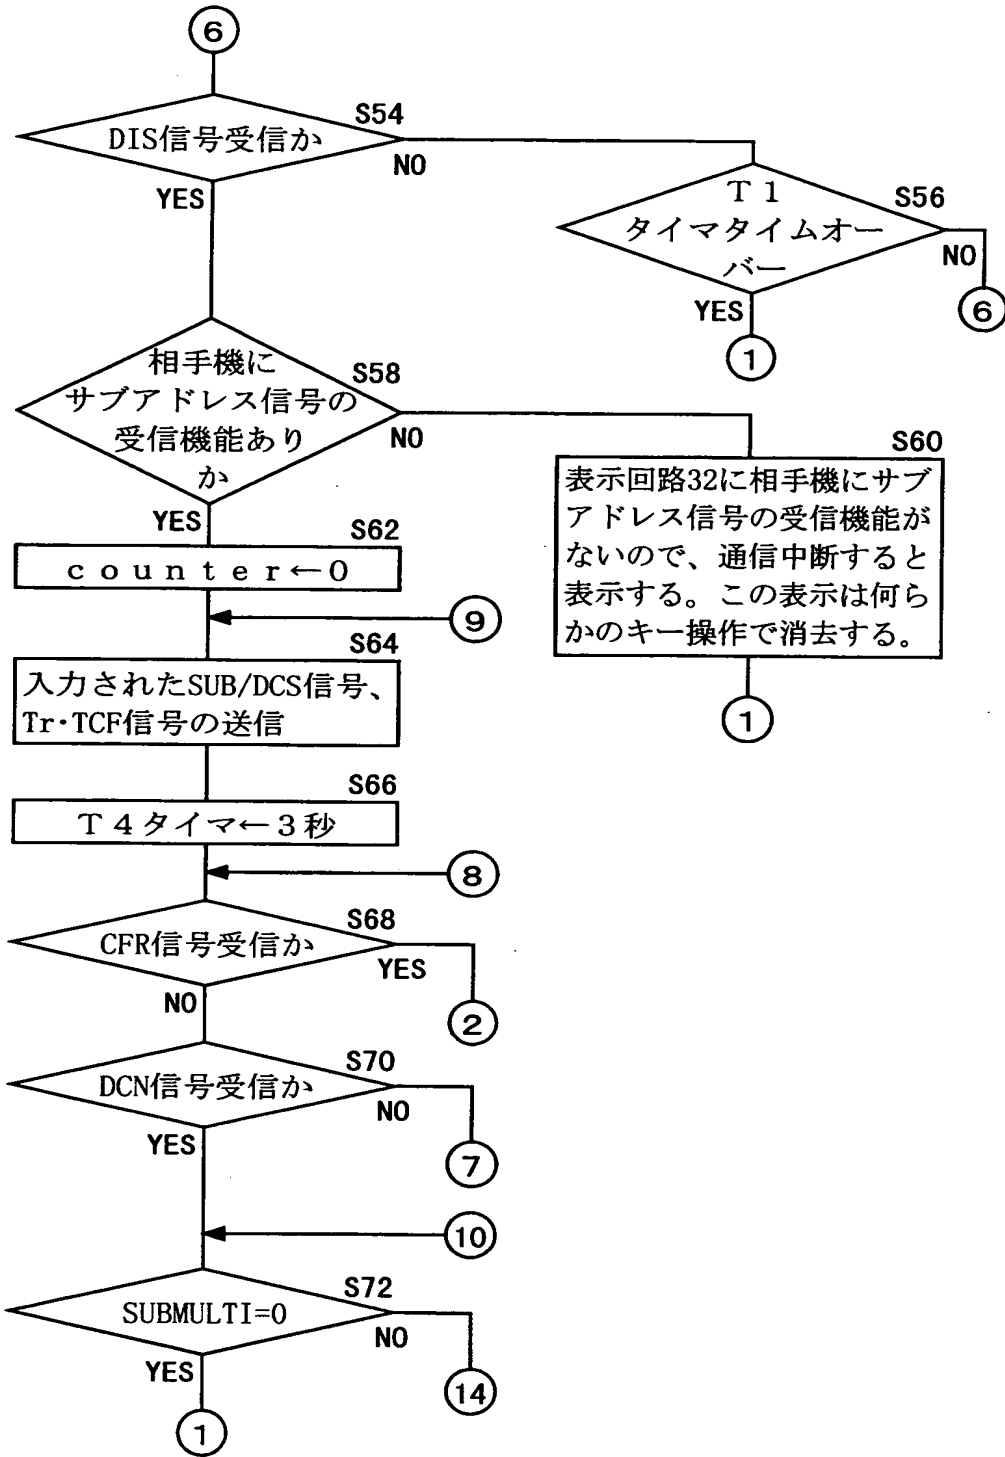 6
DIS信号受信か
S54
NO
YES
T1
タイマタイムオー
バー
S56
NO
YES
6
1
相手機に
サブアドレス信号の
受信機能あり
か
S58
NO
YES
S60
表示回路32に相手機にサブ
アドレス信号の受信機能が
ないので、通信中断すると
表示する。この表示は何ら
かのキー操作で消去する。
1
S62
counter←0
9
S64
入力されたSUB/DCS信号、
Tr・TCF信号の送信
S66
T4タイマ←3秒
8
S68
CFR信号受信か
YES
NO
2
S70
DCN信号受信か
NO
YES
7
10
S72
SUBMULTI=0
NO
YES
14
1